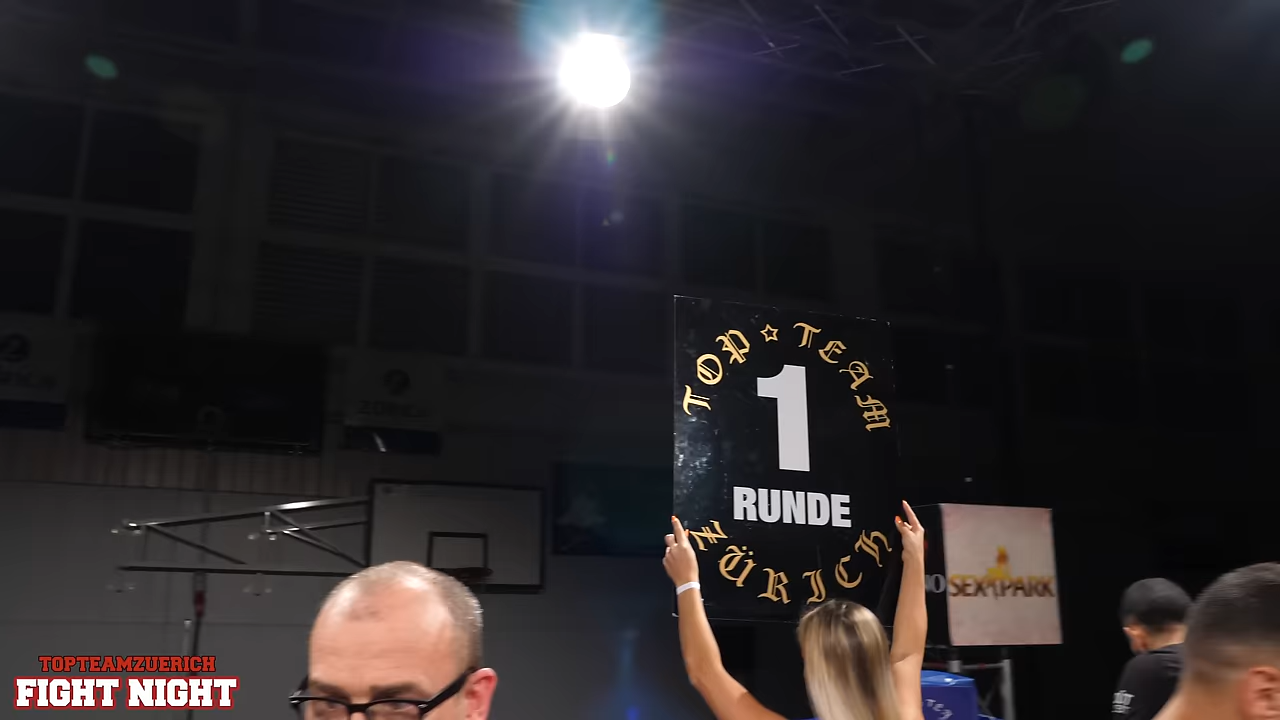 TOP ☆ TEAM
1
RUNDE
ZÜRICH
SEXPARK
TOPTEAMZUERICH
FIGHT NIGHT